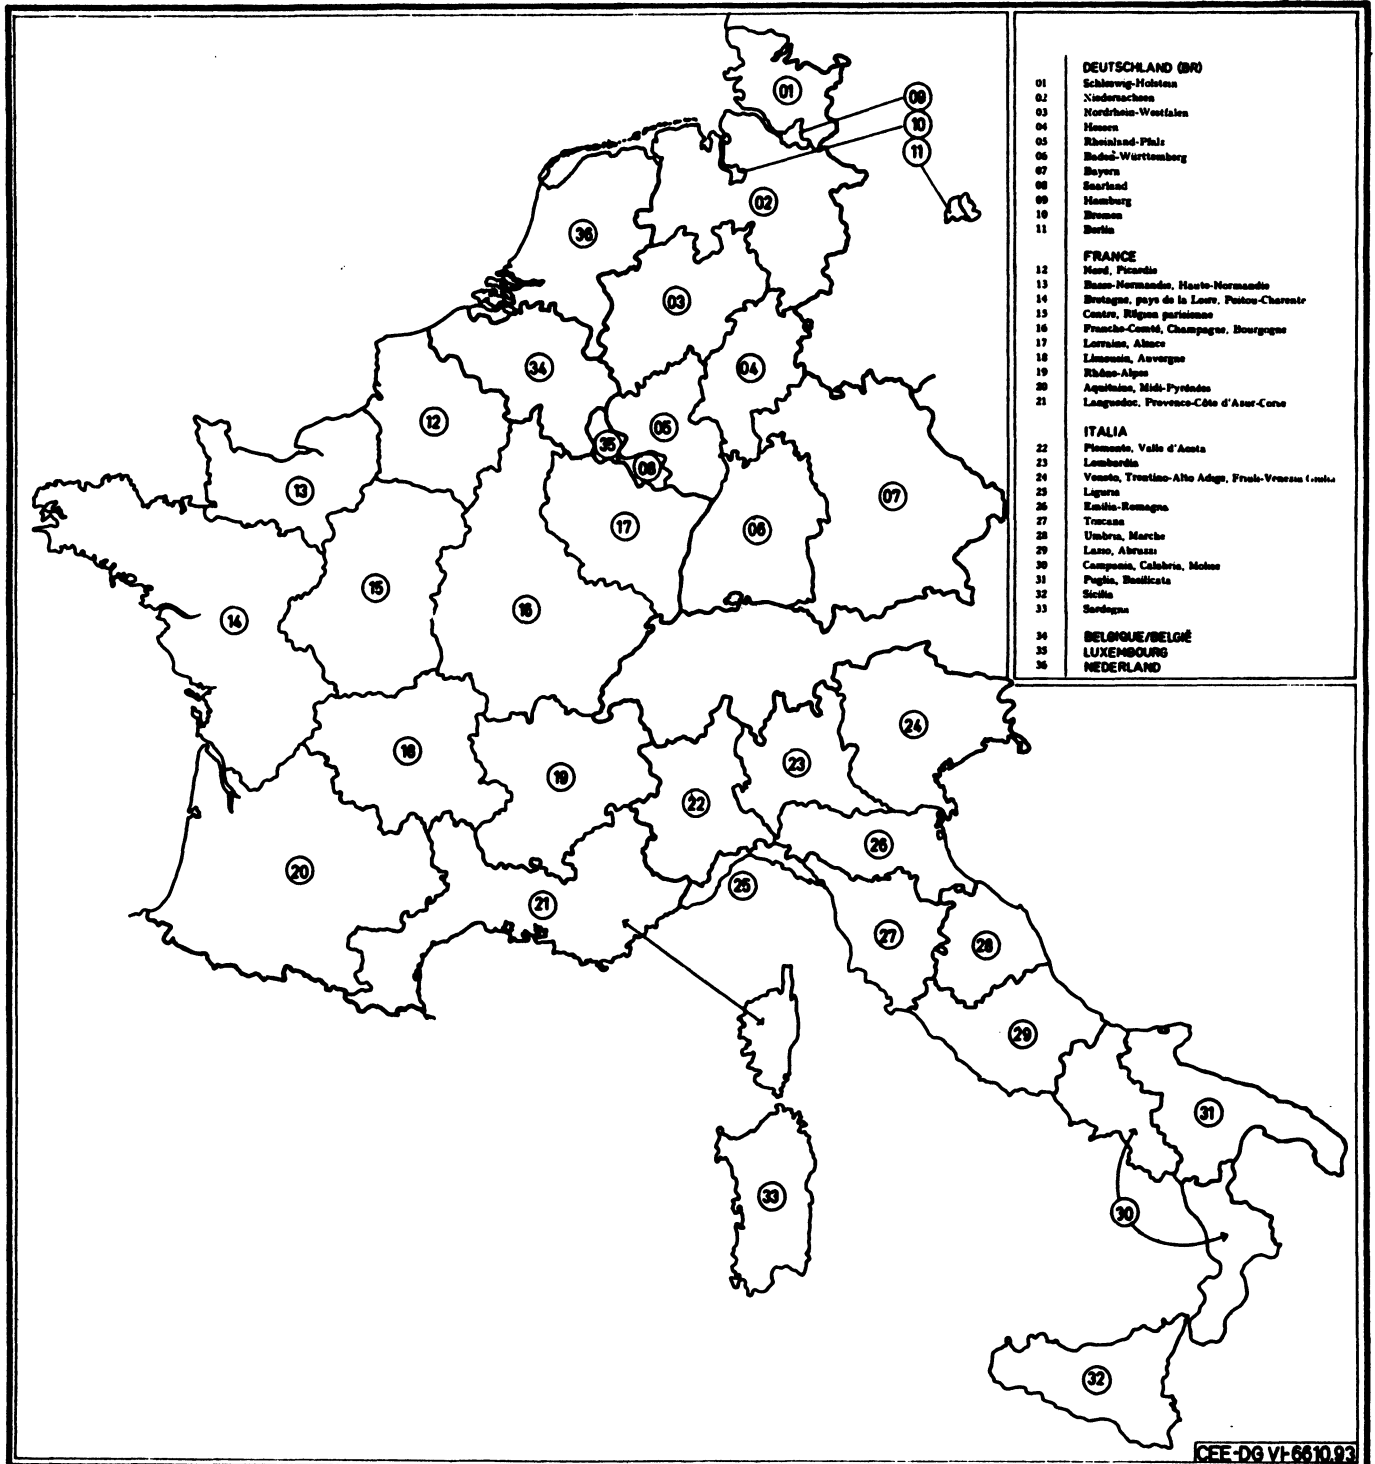 01
09
10
11
02
36
03
34
04
12
05
35
08
13
07
17
06
15
16
14
24
18
23
19
22
26
20
25
21
27
28
29
31
33
30
32
DEUTSCHLAND (BR)
01 Schleswig-Holstein
02 Niedersachsen
03 Nordrhein-Westfalen
04 Hessen
05 Rheinland-Pfalz
06 Baden-Württemberg
07 Bayern
08 Saarland
09 Hamburg
10 Bremen
11 Berlin
FRANCE
12 Nord, Picardie
13 Basse-Normandie, Haute-Normandie
14 Bretagne, pays de la Loire, Poitou-Charente
15 Centre, Région parisienne
16 Franche-Comté, Champagne, Bourgogne
17 Lorraine, Alsace
18 Limousin, Auvergne
19 Rhône-Alpes
20 Aquitaine, Midi-Pyrénées
21 Languedoc, Provence-Côte d'Azur-Corse
ITALIA
22 Piemonte, Valle d'Aosta
23 Lombardia
24 Veneto, Trentino-Alto Adige, Friuli-Venezia Giulia
25 Liguria
26 Emilia-Romagna
27 Toscana
28 Umbria, Marche
29 Lazio, Abruzzi
30 Campania, Calabria, Molise
31 Puglia, Basilicata
32 Sicilia
33 Sardegna
34 BELGIQUE/BELGIË
35 LUXEMBOURG
36 NEDERLAND
CEE-DG VI-6610.93